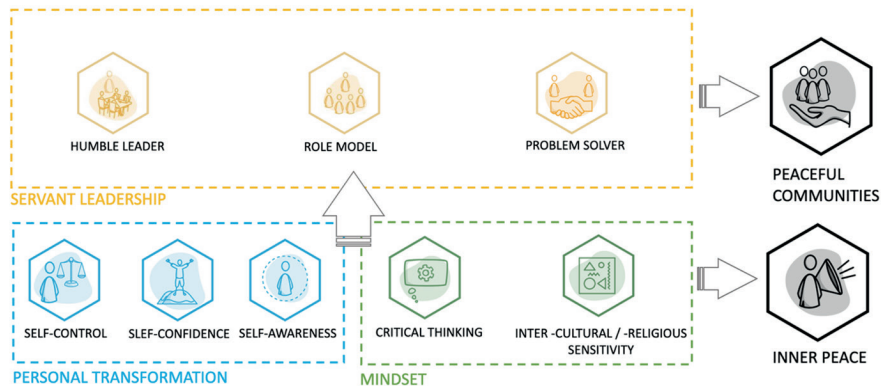 HUMBLE LEADER
ROLE MODEL
PROBLEM SOLVER
SERVANT LEADERSHIP
PEACEFUL
COMMUNITIES
SELF-CONTROL
SLEF-CONFIDENCE
SELF-AWARENESS
PERSONAL TRANSFORMATION
CRITICAL THINKING
INTER -CULTURAL / -RELIGIOUS
SENSITIVITY
MINDSET
INNER PEACE